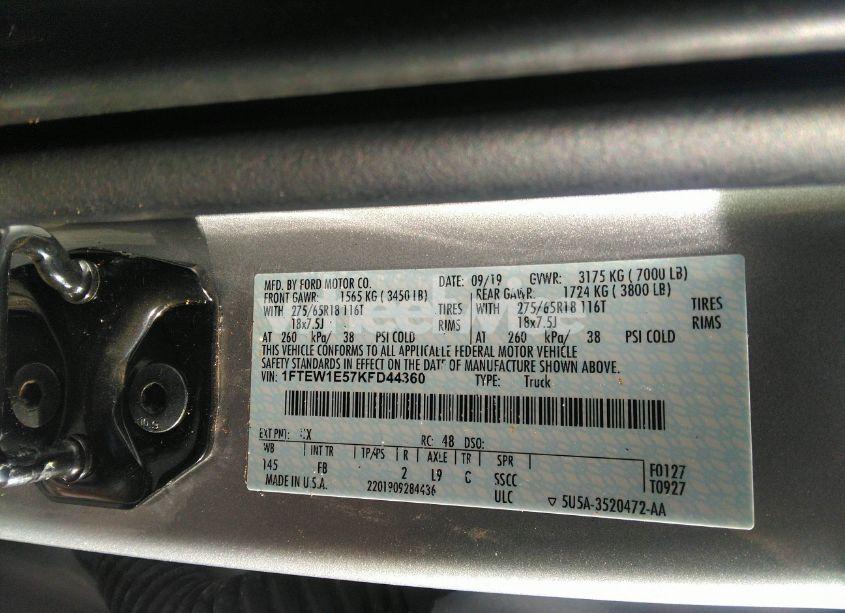 MFD. BY FORD MOTOR CO. DATE: 09/19 GVWR: 3175 KG ( 7000 LB)
FRONT GAWR: 1565 KG ( 3450 LB) REAR GAWR: 1724 KG ( 3800 LB)
WITH 275/65R18 116T TIRES WITH 275/65R18 116T TIRES
18x7.5J RIMS 18x7.5J RIMS
AT 260 kPa/ 38 PSI COLD AT 260 kPa/ 38 PSI COLD
THIS VEHICLE CONFORMS TO ALL APPLICABLE FEDERAL MOTOR VEHICLE
SAFETY STANDARDS IN EFFECT ON THE DATE OF MANUFACTURE SHOWN ABOVE.
VIN: 1FTEW1E57KFD44360 TYPE: Truck
EXT PNT: RC: 48 DSO:
WB INT TR TP/PS R AXLE TR SPR
145 FB 2 L9 C SSCC F0127
MADE IN U.S.A. 2201909284436 ULC T0927
▽ 5U5A-3520472-AA
10.9